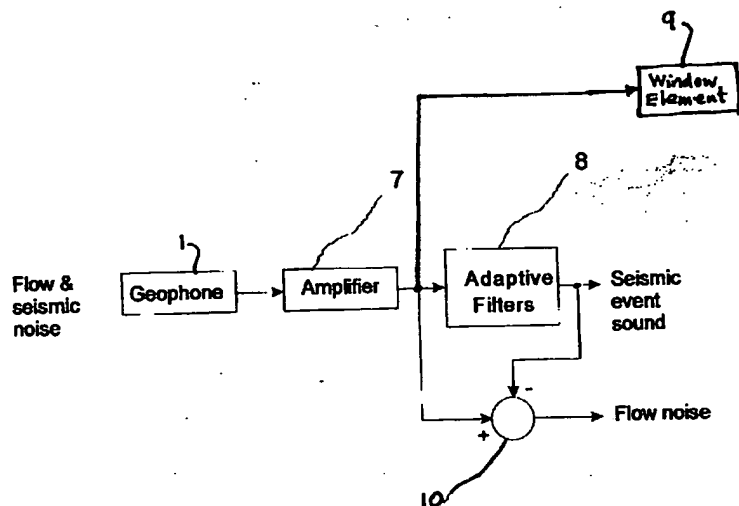 9
Window
Element
7
8
1
Flow &
seismic
noise
Geophone
Amplifier
Adaptive
Filters
Seismic
event
sound
-
+
Flow noise
10